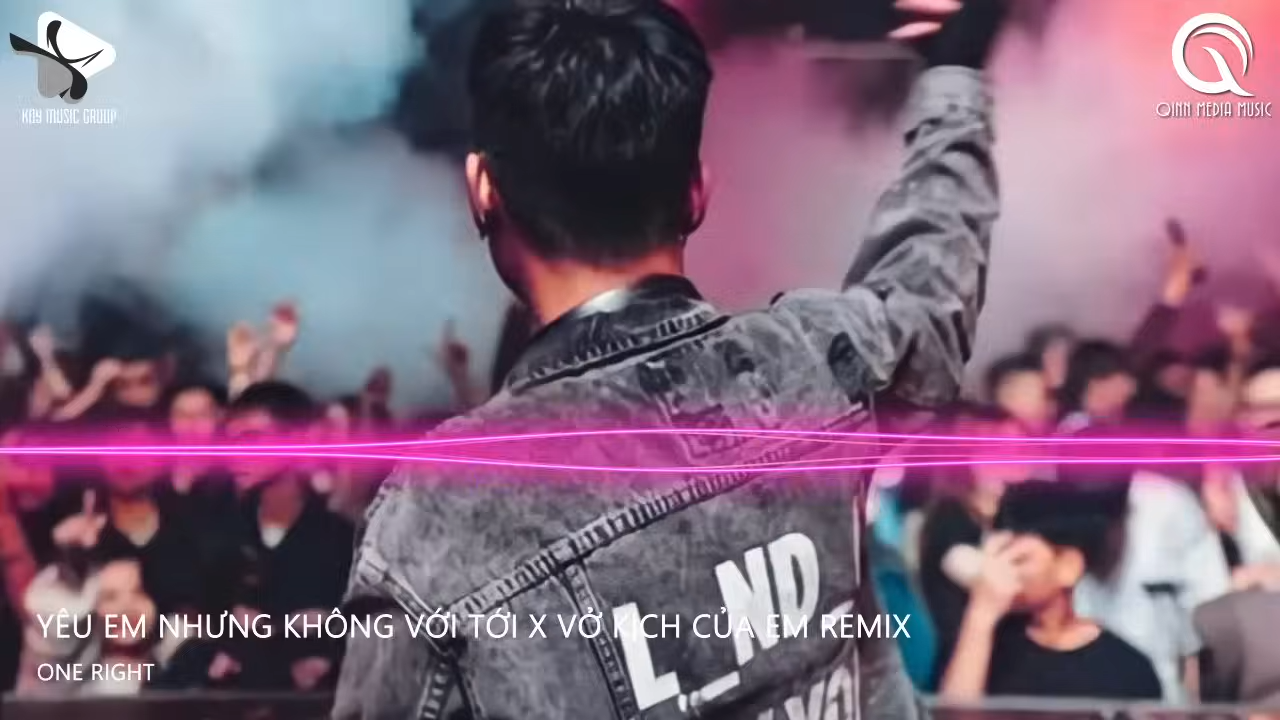 KAY MUSIC GROUP
QINN MEDIA MUSIC
L_ND_
YÊU EM NHƯNG KHÔNG VỚI TỚI X VỞ KỊCH CỦA EM REMIX
ONE RIGHT